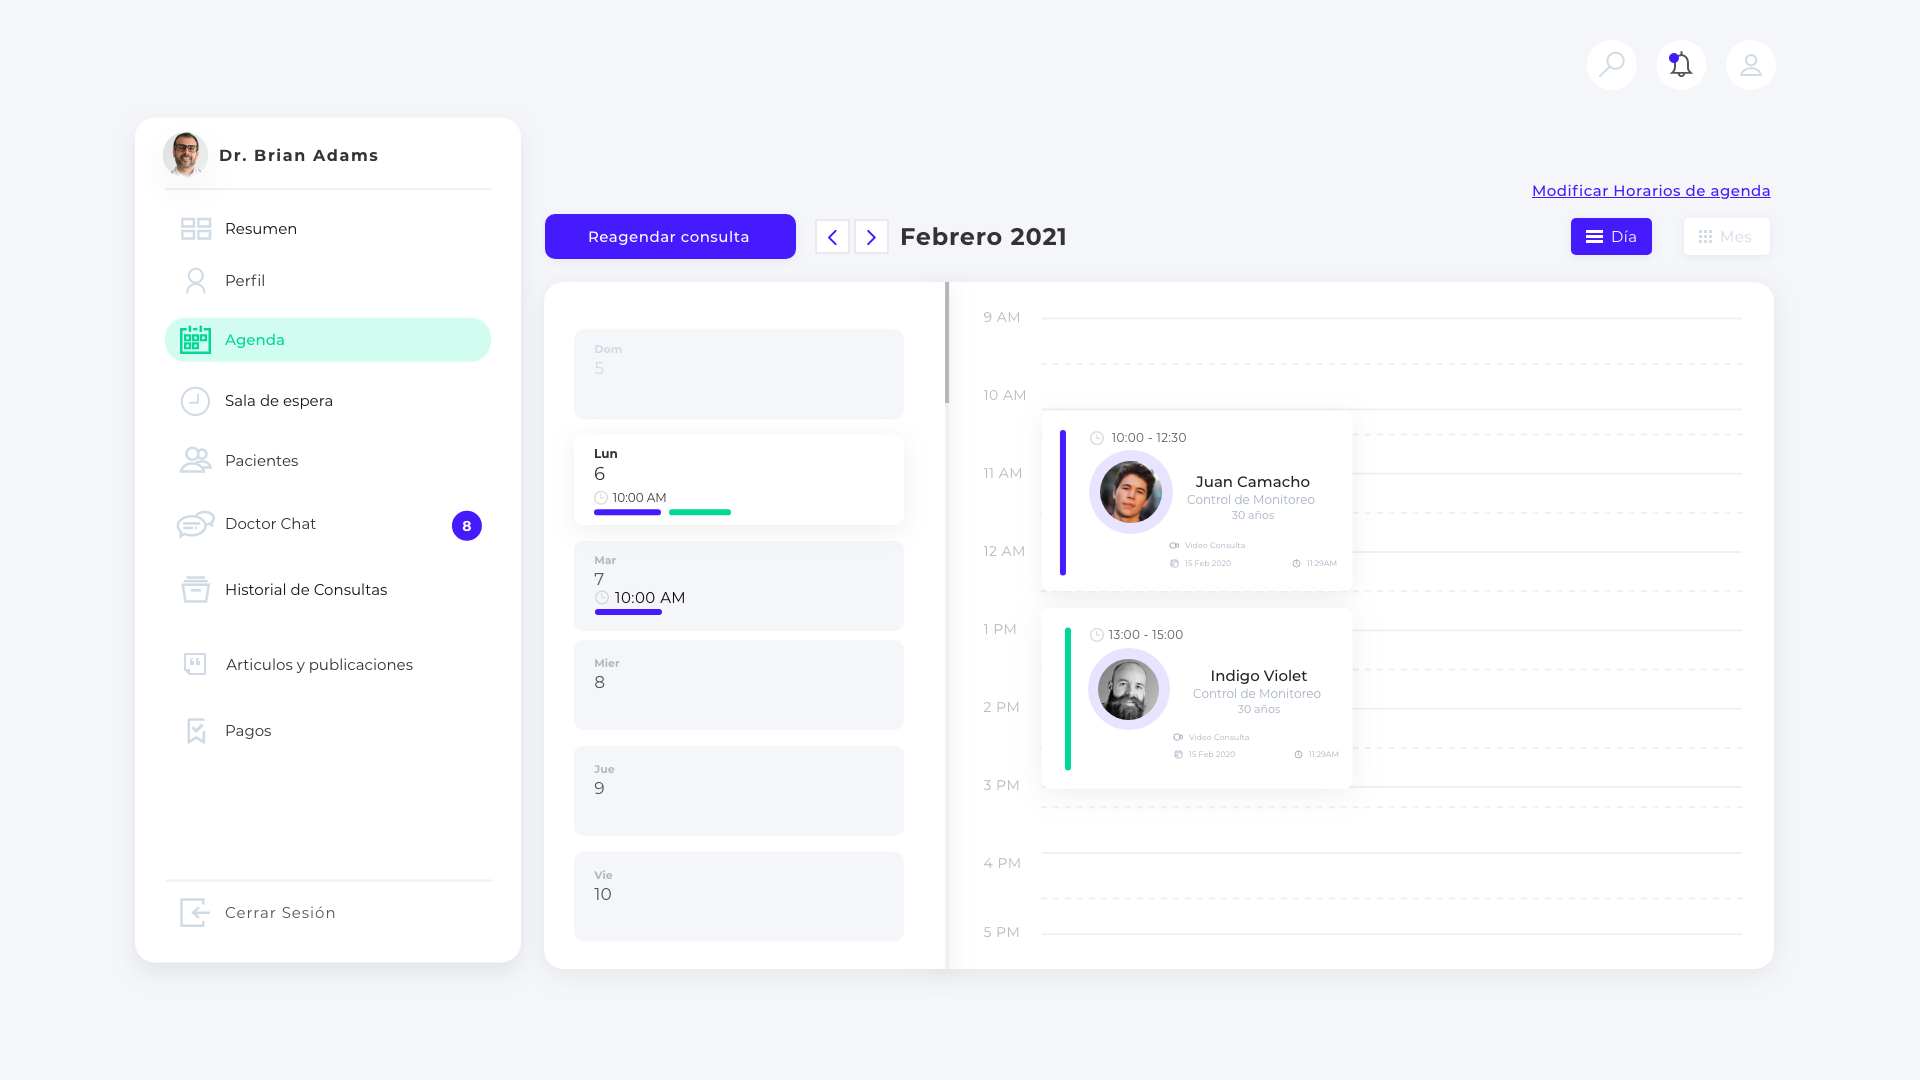 Dr. Brian Adams
Resumen
Perfil
Agenda
Sala de espera
Pacientes
Doctor Chat
8
Historial de Consultas
Articulos y publicaciones
Pagos
Cerrar Sesión
Modificar Horarios de agenda
Reagendar consulta
Febrero 2021
Día
Mes
Dom
5
Lun
6
10:00 AM
Mar
7
10:00 AM
Mier
8
Jue
9
Vie
10
9 AM
10 AM
11 AM
12 AM
1 PM
2 PM
3 PM
4 PM
5 PM
10:00 - 12:30
Juan Camacho
Control de Monitoreo
30 años
Video Consulta
15 Feb 2020
11:29AM
13:00 - 15:00
Indigo Violet
Control de Monitoreo
30 años
Video Consulta
15 Feb 2020
11:29AM